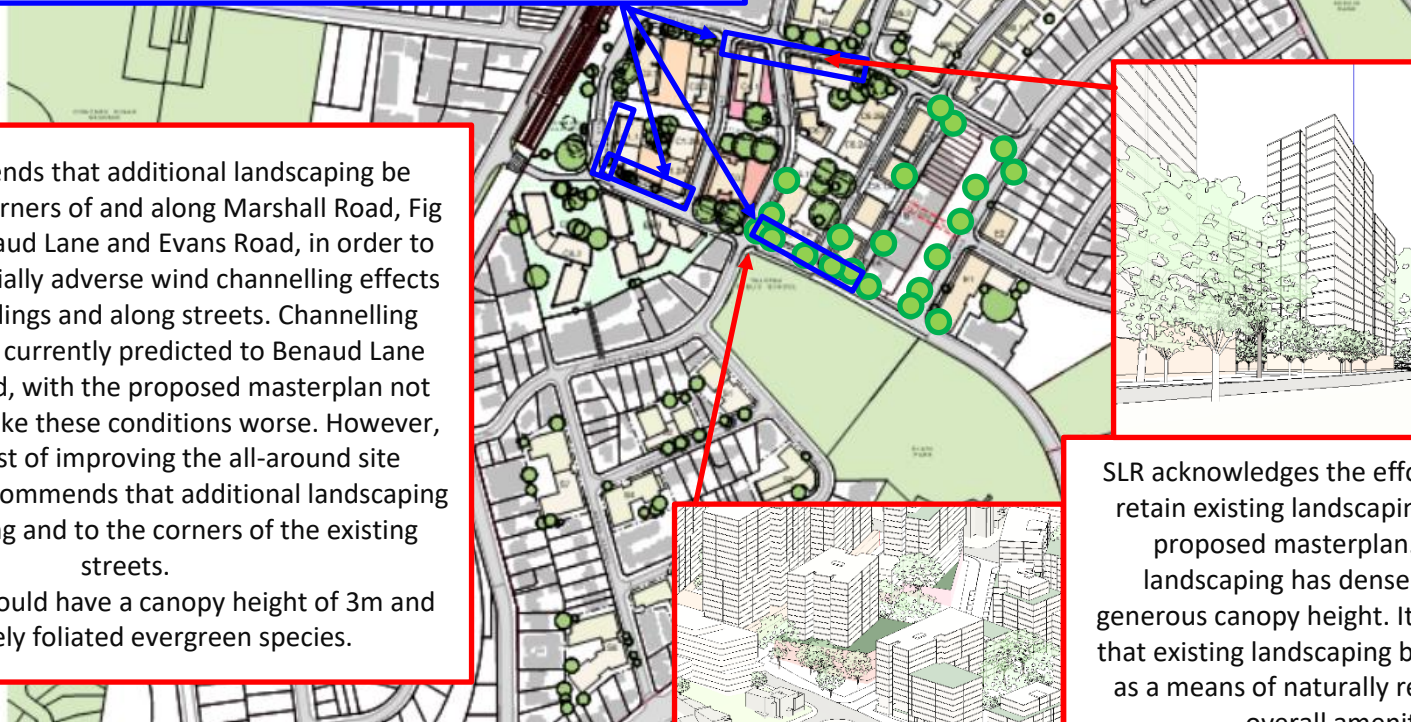 ends that additional landscaping be
rners of and along Marshall Road, Fig
aud Lane and Evans Road, in order to
ially adverse wind channelling effects
dings and along streets. Channelling
currently predicted to Benaud Lane
d, with the proposed masterplan not
ke these conditions worse. However,
st of improving the all-around site
commends that additional landscaping
ng and to the corners of the existing
streets.
ould have a canopy height of 3m and
ely foliated evergreen species.
SLR acknowledges the effo
retain existing landscapin
proposed masterplan.
landscaping has dense
generous canopy height. It
that existing landscaping b
as a means of naturally re
overall amenit